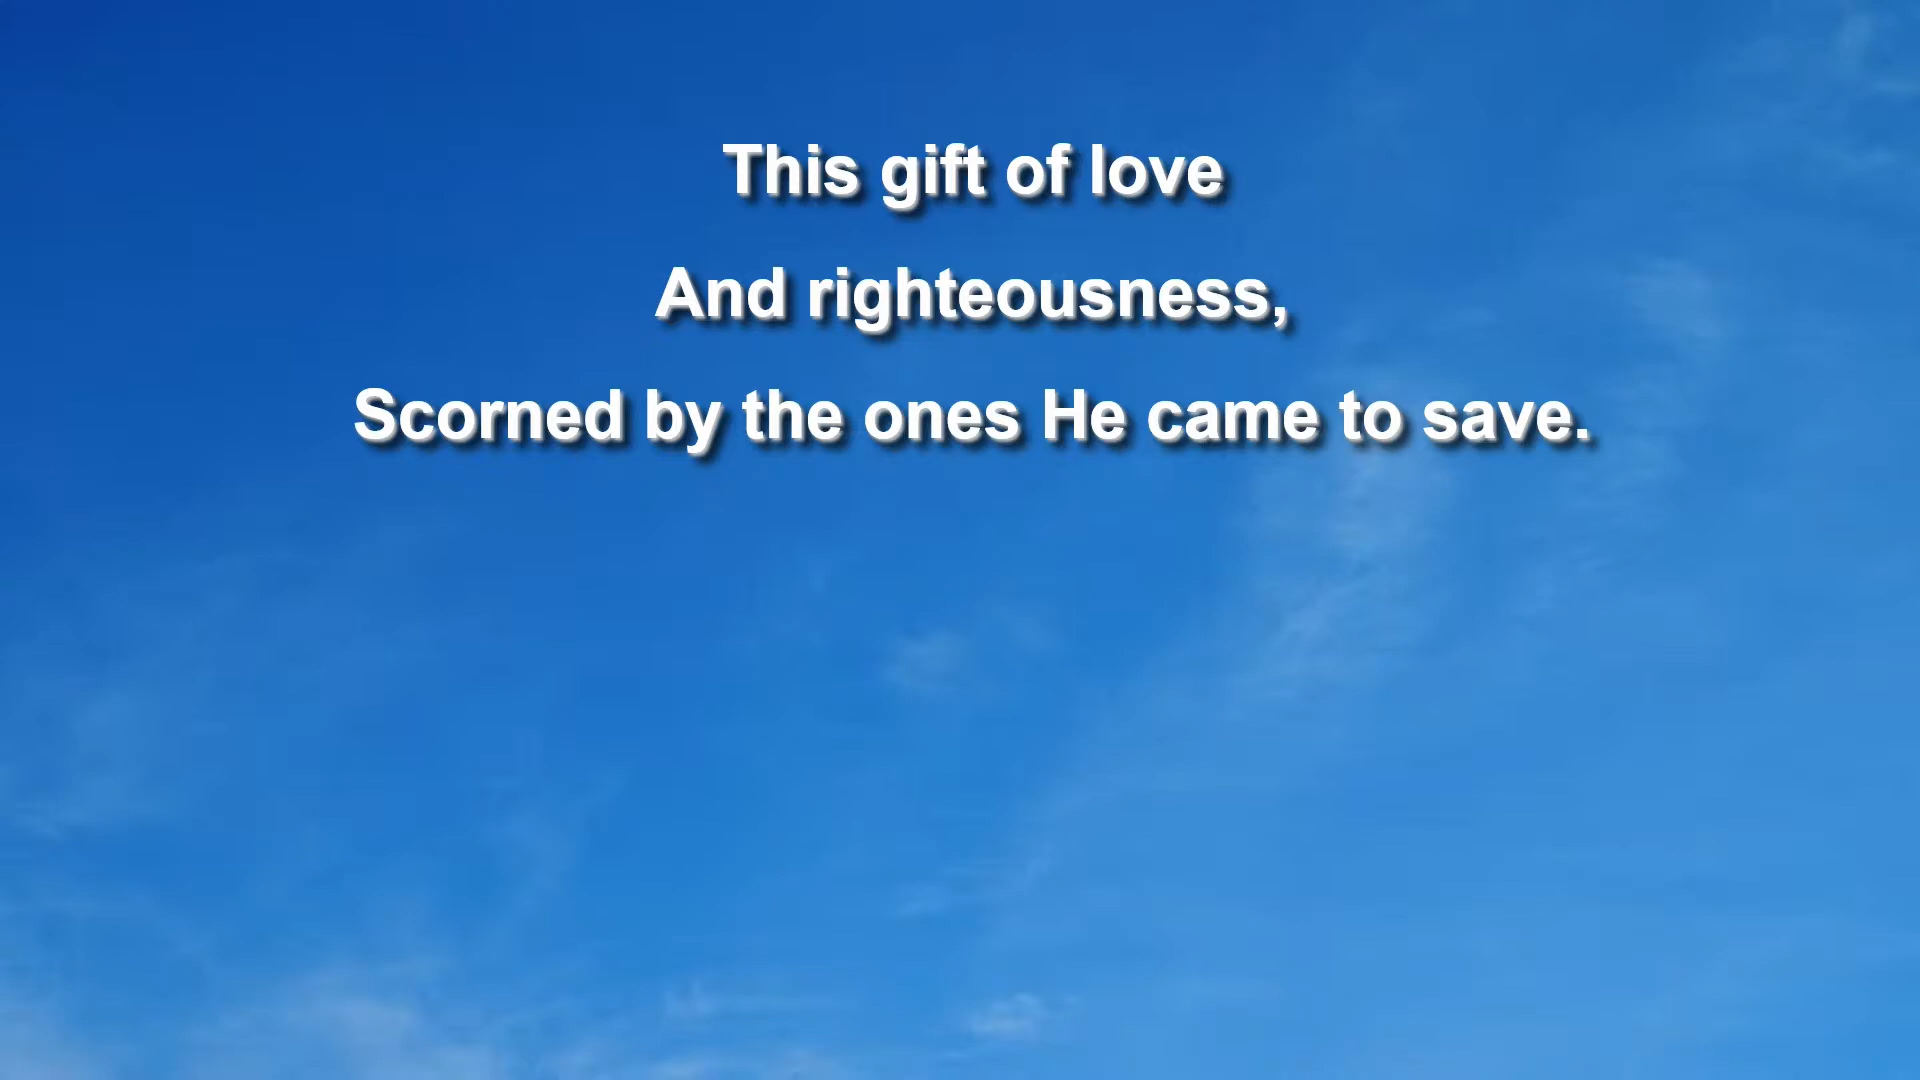 This gift of love
And righteousness,
Scorned by the ones He came to save.